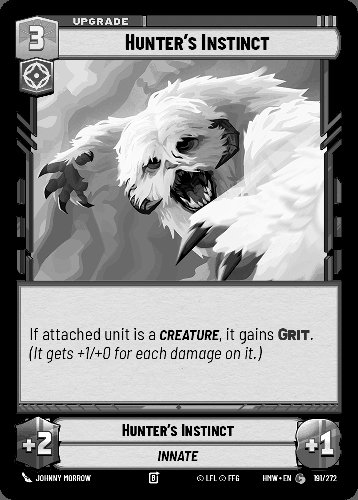 UPGRADE
3
HUNTER'S INSTINCT
If attached unit is a CREATURE, it gains GRIT.
(It gets +1/+0 for each damage on it.)
+2
HUNTER'S INSTINCT
+1
INNATE
JOHNNY MORROW
© LFL © FFG
HMW • EN
191/272